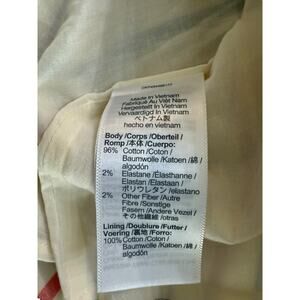 Made In Vietnam
Fabriqué Au Viêt Nam
Hergestellt In Vietnam
Vervaardigd In Vietnam
ベトナム製
hecho en vietnam
Body /Corps /Oberteil /
Romp /本体 /Cuerpo:
96% Cotton /Coton /
Baumwolle /Katoen /綿 /
algodón
2% Elastane /Élasthanne /
Elastan /Elastaan /
ポリウレタン /elastano
2% Other Fiber /Autre
Fibre /Sonstige
Fasern /Andere Vezel /
その他繊維 /otras
Lining /Doublure /Futter /
Voering /裏地 /Forro:
100% Cotton /Coton /
Baumwolle /Katoen /綿 /
algodón